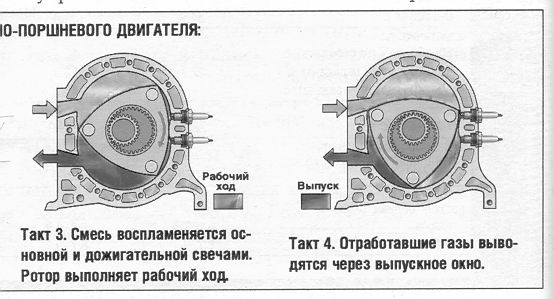 НО-ПОРШНЕВОГО ДВИГАТЕЛЯ:
Рабочий
ход
Выпуск
Такт 3. Смесь воспламеняется ос-
новной и дожигательной свечами.
Ротор выполняет рабочий ход.
Такт 4. Отработавшие газы выво-
дятся через выпускное окно.